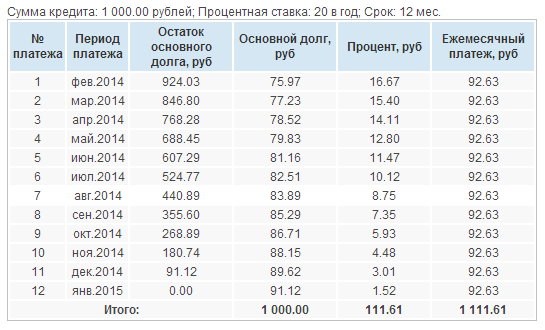 Сумма кредита: 1 000.00 рублей; Процентная ставка: 20 в год; Срок: 12 мес.
№ платежа Период платежа Остаток основного долга, руб Основной долг, руб Процент, руб Ежемесячный платеж, руб
1 фев.2014 924.03 75.97 16.67 92.63
2 мар.2014 846.80 77.23 15.40 92.63
3 апр.2014 768.28 78.52 14.11 92.63
4 май.2014 688.45 79.83 12.80 92.63
5 июн.2014 607.29 81.16 11.47 92.63
6 июл.2014 524.77 82.51 10.12 92.63
7 авг.2014 440.89 83.89 8.75 92.63
8 сен.2014 355.60 85.29 7.35 92.63
9 окт.2014 268.89 86.71 5.93 92.63
10 ноя.2014 180.74 88.15 4.48 92.63
11 дек.2014 91.12 89.62 3.01 92.63
12 янв.2015 0.00 91.12 1.52 92.63
Итого: 1 000.00 111.61 1 111.61